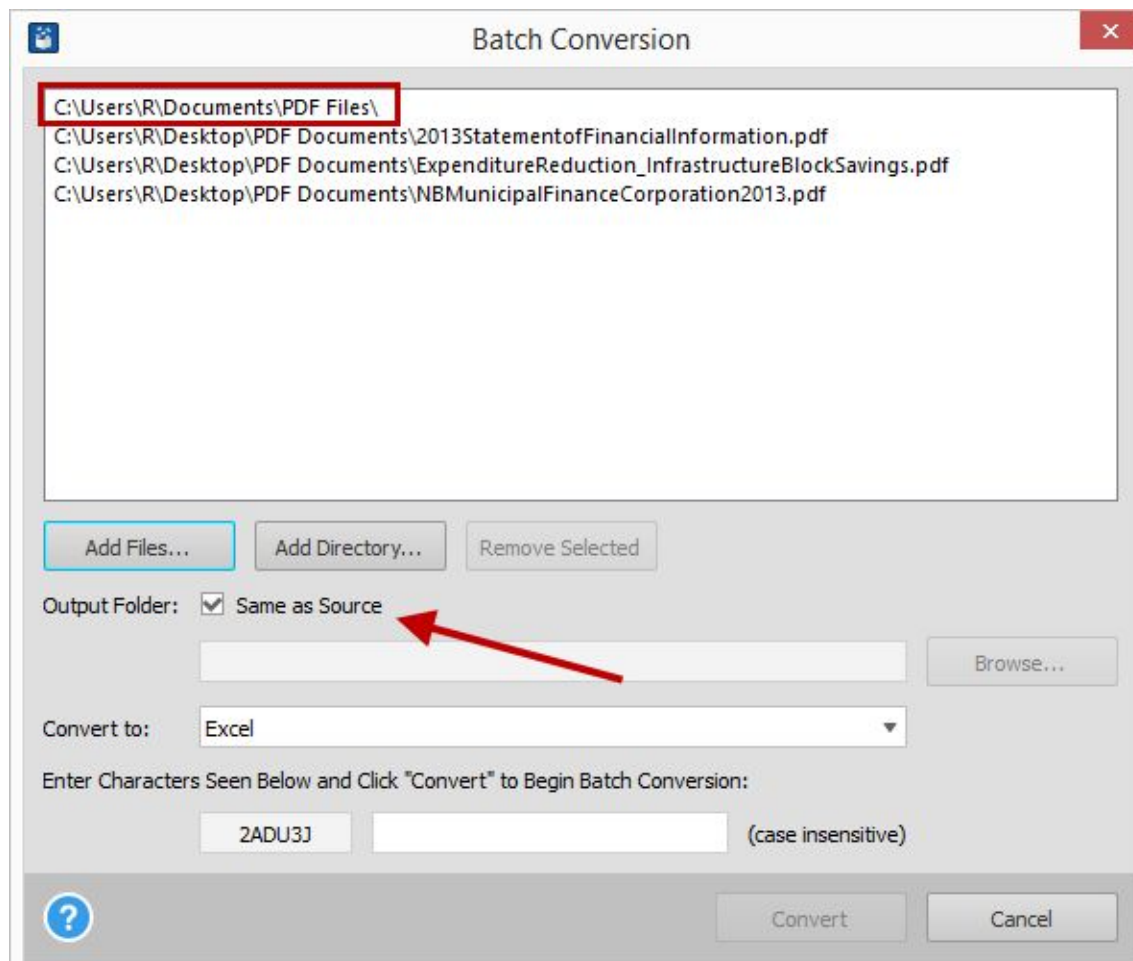 Batch Conversion
C:\Users\R\Documents\PDF Files\
C:\Users\R\Desktop\PDF Documents\2013StatementofFinancialInformation.pdf
C:\Users\R\Desktop\PDF Documents\ExpenditureReduction_InfrastructureBlockSavings.pdf
C:\Users\R\Desktop\PDF Documents\NBMunicipalFinanceCorporation2013.pdf
Add Files... Add Directory... Remove Selected
Output Folder: Same as Source
Browse...
Convert to: Excel
Enter Characters Seen Below and Click "Convert" to Begin Batch Conversion:
2ADU3J (case insensitive)
? Convert Cancel